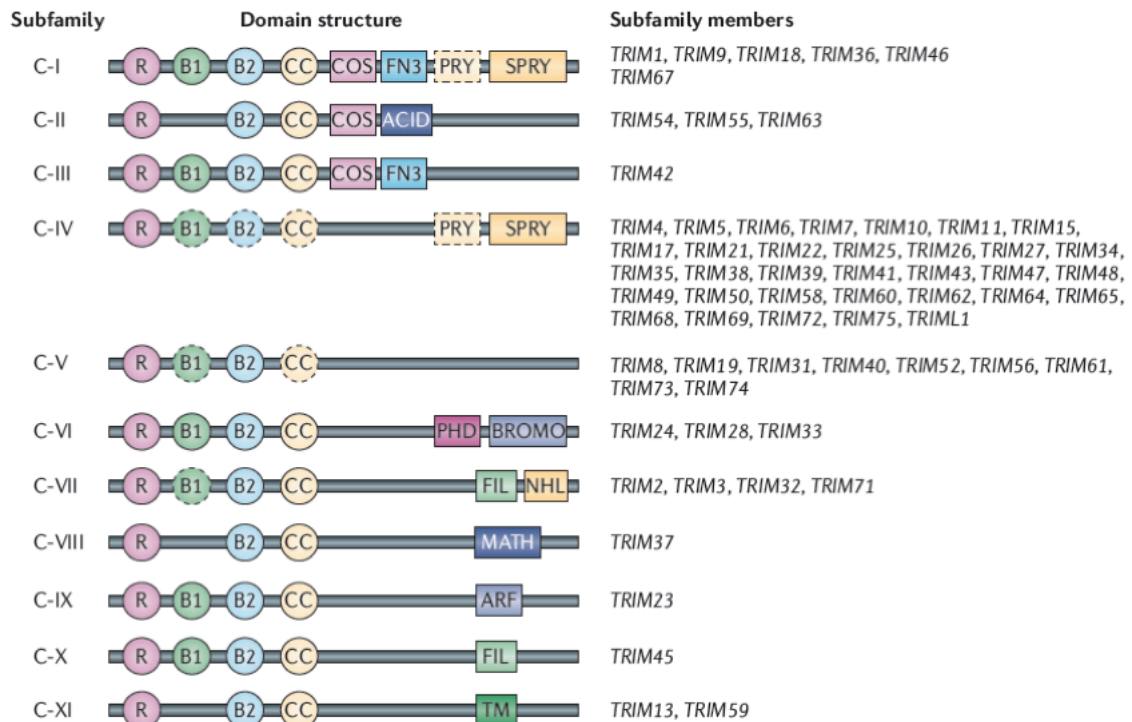 Subfamily Domain structure Subfamily members
C-I R B1 B2 CC COS FN3 PRY SPRY TRIM1, TRIM9, TRIM18, TRIM36, TRIM46
TRIM67
C-II R B2 CC COS ACID TRIM54, TRIM55, TRIM63
C-III R B1 B2 CC COS FN3 TRIM42
C-IV R B1 B2 CC PRY SPRY TRIM4, TRIM5, TRIM6, TRIM7, TRIM10, TRIM11, TRIM15,
TRIM17, TRIM21, TRIM22, TRIM25, TRIM26, TRIM27, TRIM34,
TRIM35, TRIM38, TRIM39, TRIM41, TRIM43, TRIM47, TRIM48,
TRIM49, TRIM50, TRIM58, TRIM60, TRIM62, TRIM64, TRIM65,
TRIM68, TRIM69, TRIM72, TRIM75, TRIML1
C-V R B1 B2 CC TRIM8, TRIM19, TRIM31, TRIM40, TRIM52, TRIM56, TRIM61,
TRIM73, TRIM74
C-VI R B1 B2 CC PHD BROMO TRIM24, TRIM28, TRIM33
C-VII R B1 B2 CC FIL NHL TRIM2, TRIM3, TRIM32, TRIM71
C-VIII R B2 CC MATH TRIM37
C-IX R B1 B2 CC ARF TRIM23
C-X R B1 B2 CC FIL TRIM45
C-XI R B2 CC TM TRIM13, TRIM59